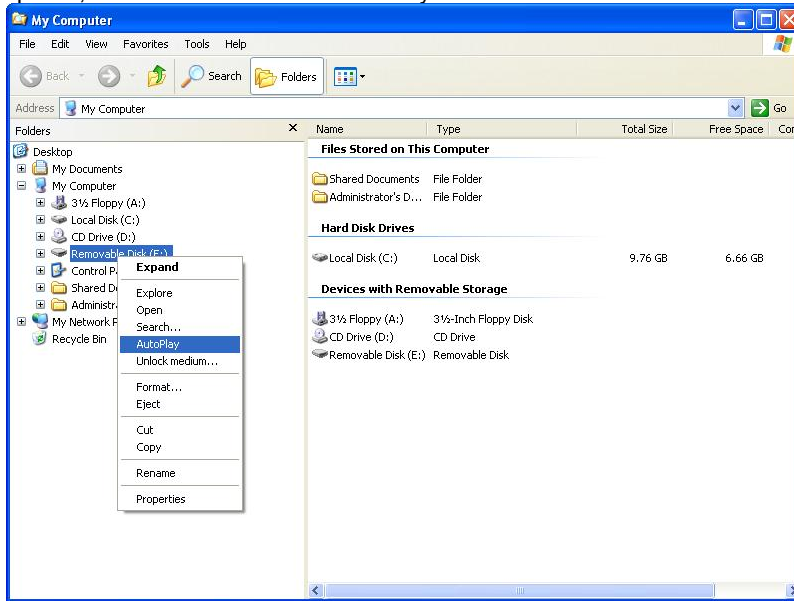 My Computer
File Edit View Favorites Tools Help
Back Search Folders
Address My Computer Go
Folders Name Type Total Size Free Space
Desktop
My Documents
My Computer
3½ Floppy (A:)
Local Disk (C:)
CD Drive (D:)
Removable Disk (E:)
Control
Shared
My Network
Recycle Bin
Expand
Explore
Open
Search...
AutoPlay
Unlock medium...
Format...
Eject
Cut
Copy
Rename
Properties
Files Stored on This Computer
Shared Documents File Folder
Administrator's D... File Folder
Hard Disk Drives
Local Disk (C:) Local Disk 9.76 GB 6.66 GB
Devices with Removable Storage
3½ Floppy (A:) 3½-Inch Floppy Disk
CD Drive (D:) CD Drive
Removable Disk (E:) Removable Disk